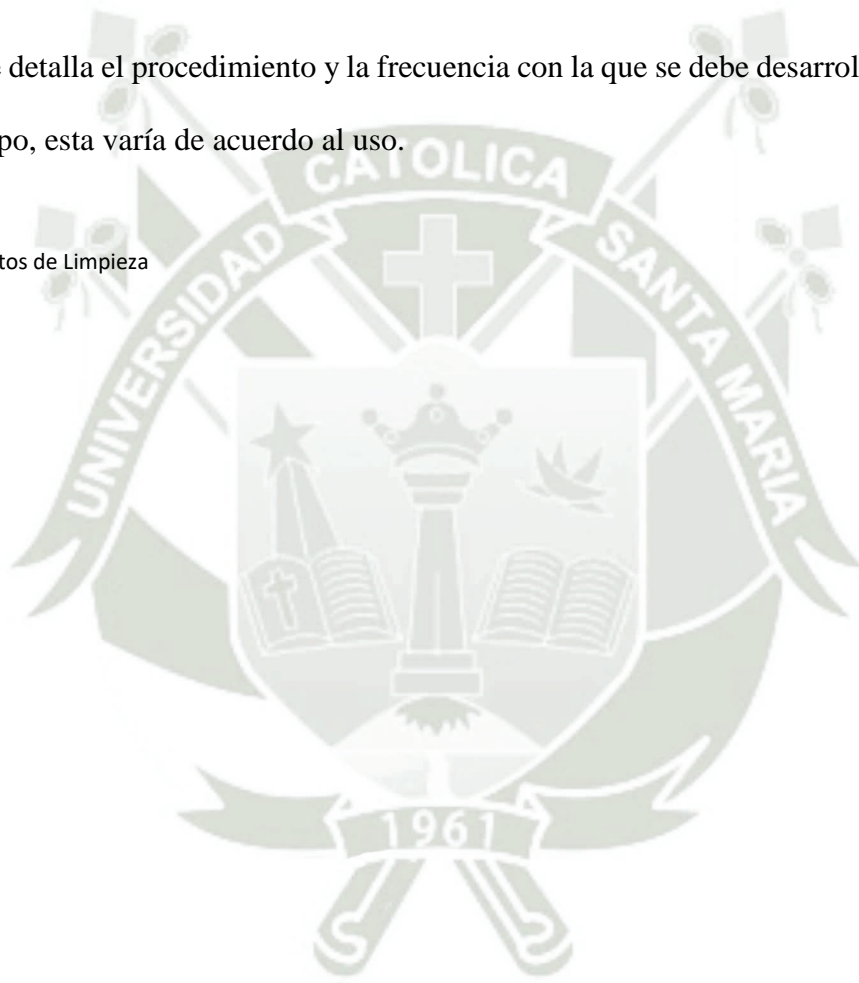 detalla el procedimiento y la frecuencia con la que se debe desarrol
po, esta varía de acuerdo al uso.
CATOLICA
UNIVERSIDAD
SANTA MARIA
tos de Limpieza
1961